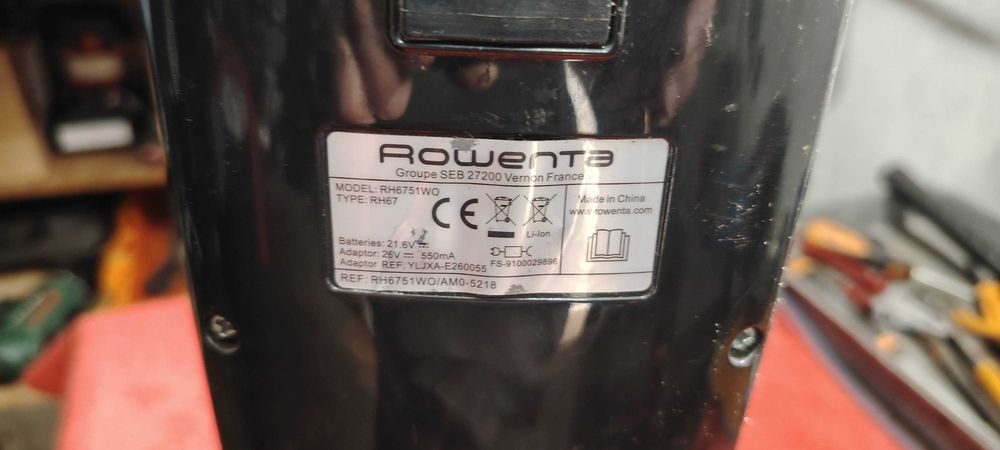 Rowenta
Groupe SEB 27200 Vernon France
MODEL: RH6751WO
TYPE: RH67
CE
Li-Ion
Made in China
www.rowenta.com
Batteries: 21.6V
Adaptor: 26V 550mA
Adaptor REF: YLJXA-E260055
FS-9100029896
REF: RH6751WO/AM0-5218